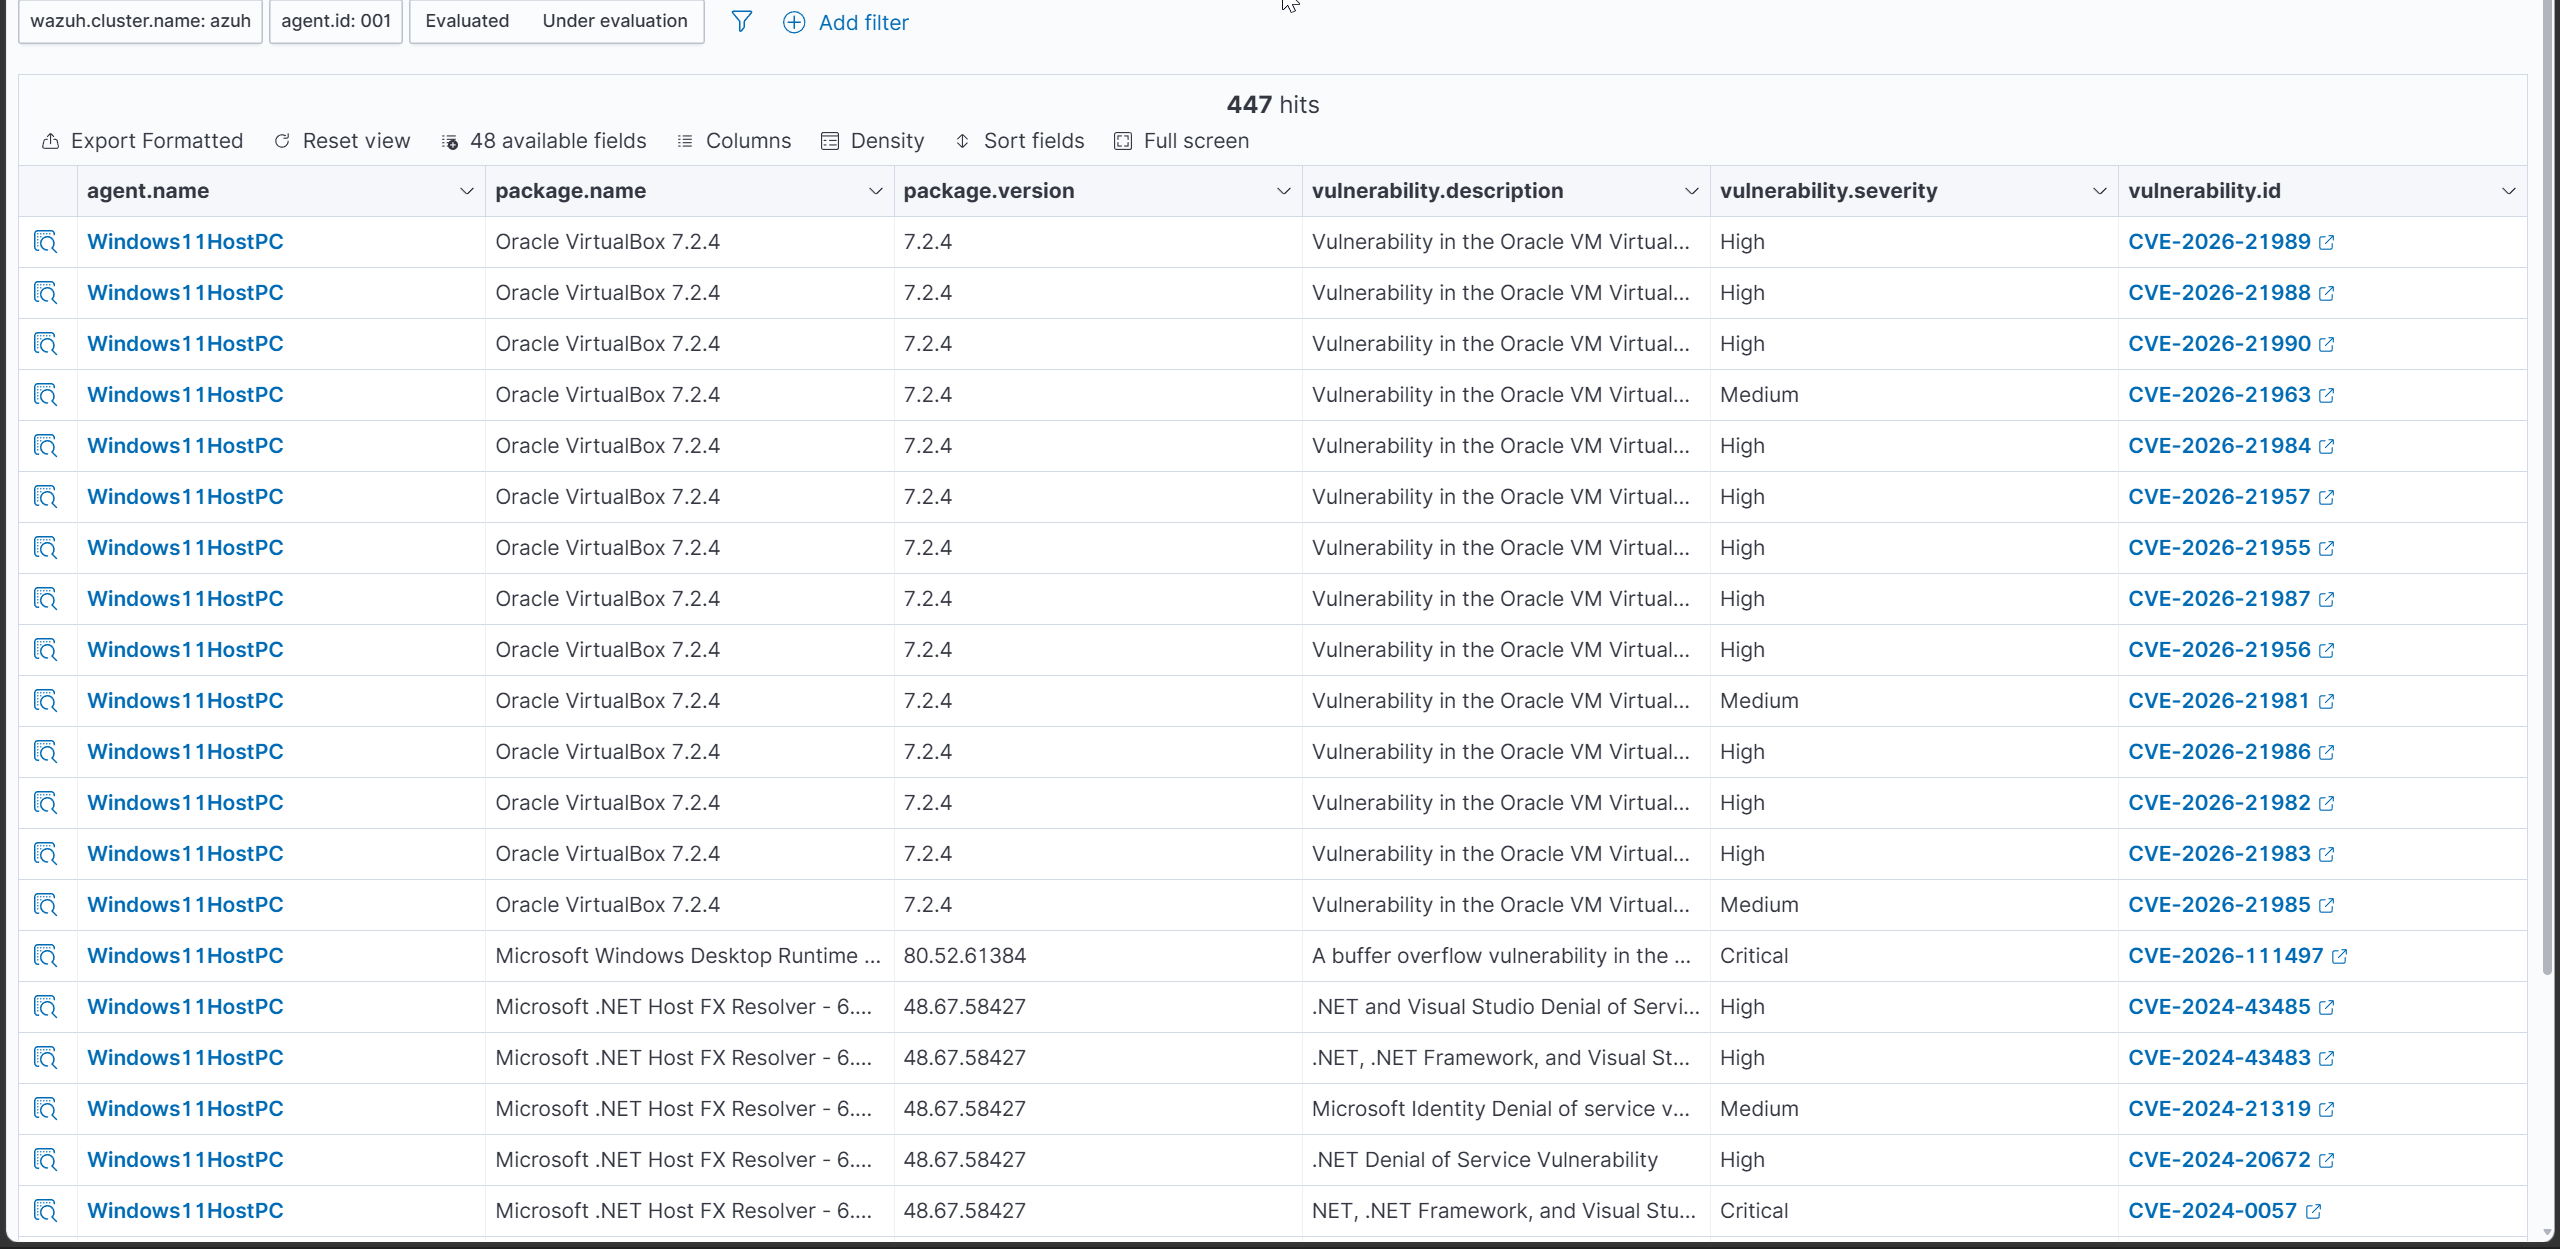 wazuh.cluster.name: azuh agent.id: 001 Evaluated Under evaluation Add filter
447 hits
Export Formatted Reset view 48 available fields Columns Density Sort fields Full screen
agent.name package.name package.version vulnerability.description vulnerability.severity vulnerability.id
Windows11HostPC Oracle VirtualBox 7.2.4 7.2.4 Vulnerability in the Oracle VM Virtual... High CVE-2026-21989
Windows11HostPC Oracle VirtualBox 7.2.4 7.2.4 Vulnerability in the Oracle VM Virtual... High CVE-2026-21988
Windows11HostPC Oracle VirtualBox 7.2.4 7.2.4 Vulnerability in the Oracle VM Virtual... High CVE-2026-21990
Windows11HostPC Oracle VirtualBox 7.2.4 7.2.4 Vulnerability in the Oracle VM Virtual... Medium CVE-2026-21963
Windows11HostPC Oracle VirtualBox 7.2.4 7.2.4 Vulnerability in the Oracle VM Virtual... High CVE-2026-21984
Windows11HostPC Oracle VirtualBox 7.2.4 7.2.4 Vulnerability in the Oracle VM Virtual... High CVE-2026-21957
Windows11HostPC Oracle VirtualBox 7.2.4 7.2.4 Vulnerability in the Oracle VM Virtual... High CVE-2026-21955
Windows11HostPC Oracle VirtualBox 7.2.4 7.2.4 Vulnerability in the Oracle VM Virtual... High CVE-2026-21987
Windows11HostPC Oracle VirtualBox 7.2.4 7.2.4 Vulnerability in the Oracle VM Virtual... High CVE-2026-21956
Windows11HostPC Oracle VirtualBox 7.2.4 7.2.4 Vulnerability in the Oracle VM Virtual... Medium CVE-2026-21981
Windows11HostPC Oracle VirtualBox 7.2.4 7.2.4 Vulnerability in the Oracle VM Virtual... High CVE-2026-21986
Windows11HostPC Oracle VirtualBox 7.2.4 7.2.4 Vulnerability in the Oracle VM Virtual... High CVE-2026-21982
Windows11HostPC Oracle VirtualBox 7.2.4 7.2.4 Vulnerability in the Oracle VM Virtual... High CVE-2026-21983
Windows11HostPC Oracle VirtualBox 7.2.4 7.2.4 Vulnerability in the Oracle VM Virtual... Medium CVE-2026-21985
Windows11HostPC Microsoft Windows Desktop Runtime ... 80.52.61384 A buffer overflow vulnerability in the ... Critical CVE-2026-111497
Windows11HostPC Microsoft .NET Host FX Resolver - 6.... 48.67.58427 .NET and Visual Studio Denial of Servi... High CVE-2024-43485
Windows11HostPC Microsoft .NET Host FX Resolver - 6.... 48.67.58427 .NET, .NET Framework, and Visual St... High CVE-2024-43483
Windows11HostPC Microsoft .NET Host FX Resolver - 6.... 48.67.58427 Microsoft Identity Denial of service v... Medium CVE-2024-21319
Windows11HostPC Microsoft .NET Host FX Resolver - 6.... 48.67.58427 .NET Denial of Service Vulnerability High CVE-2024-20672
Windows11HostPC Microsoft .NET Host FX Resolver - 6.... 48.67.58427 NET, .NET Framework, and Visual Stu... Critical CVE-2024-0057